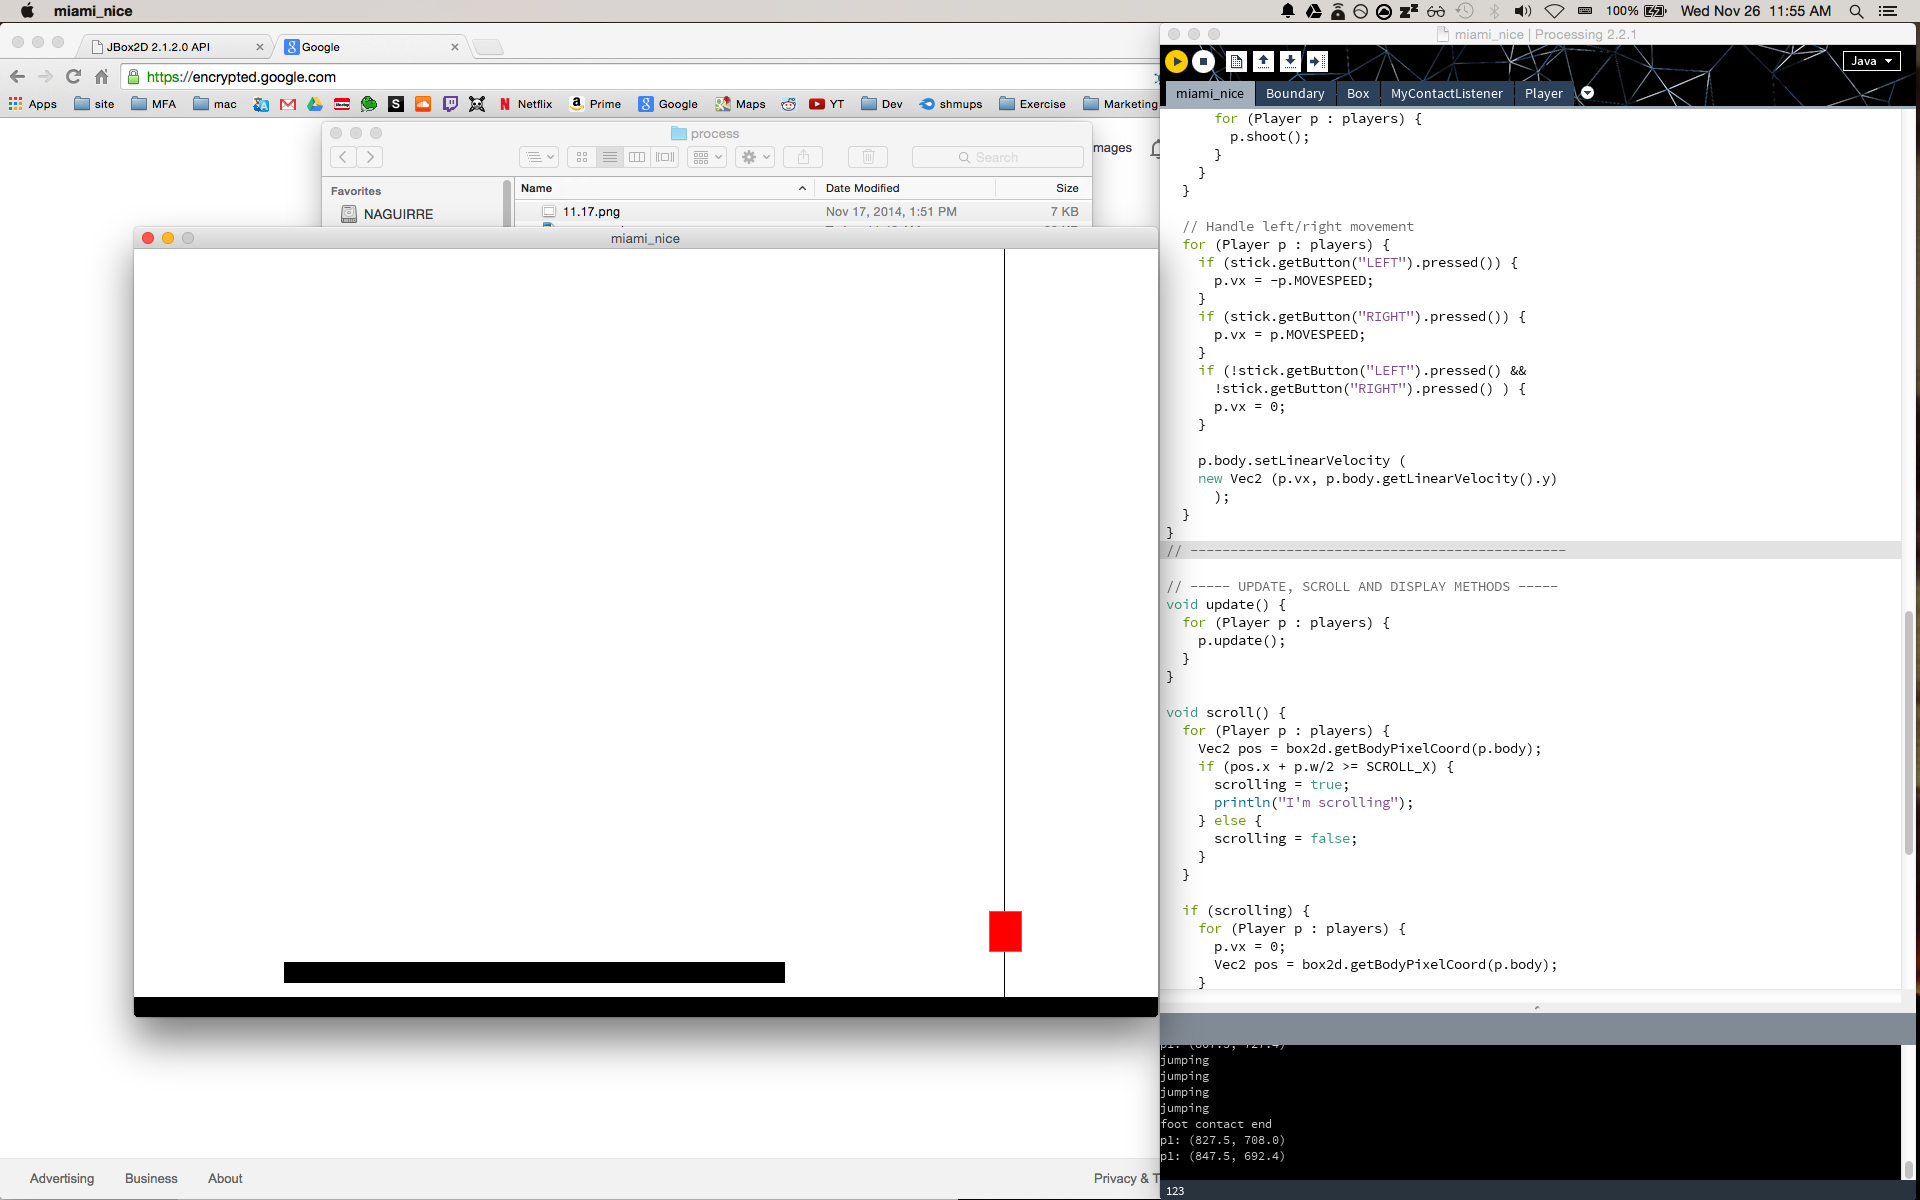 miami_nice
100%
Wed Nov 26 11:55 AM
JBox2D 2.1.2.0 API
Google
https://encrypted.google.com
Apps
site
MFA
mac
Netflix
Prime
Google
Maps
YT
Dev
shmups
Exercise
Marketing
process
Search
Favorites
NAGUIRRE
Name
Date Modified
Size
11.17.png
Nov 17, 2014, 1:51 PM
7 KB
mages
miami_nice
Advertising
Business
About
Privacy & T
miami_nice | Processing 2.2.1
Java
miami_nice
Boundary
Box
MyContactListener
Player
for (Player p : players) {
p.shoot();
}
}
}
// Handle left/right movement
for (Player p : players) {
if (stick.getButton("LEFT").pressed()) {
p.vx = -p.MOVESPEED;
}
if (stick.getButton("RIGHT").pressed()) {
p.vx = p.MOVESPEED;
}
if (!stick.getButton("LEFT").pressed() &&
!stick.getButton("RIGHT").pressed() ) {
p.vx = 0;
}
p.body.setLinearVelocity (
new Vec2 (p.vx, p.body.getLinearVelocity().y)
);
}
}
// -----------------------------------------------
// ----- UPDATE, SCROLL AND DISPLAY METHODS -----
void update() {
for (Player p : players) {
p.update();
}
}
void scroll() {
for (Player p : players) {
Vec2 pos = box2d.getBodyPixelCoord(p.body);
if (pos.x + p.w/2 >= SCROLL_X) {
scrolling = true;
println("I'm scrolling");
} else {
scrolling = false;
}
}
if (scrolling) {
for (Player p : players) {
p.vx = 0;
Vec2 pos = box2d.getBodyPixelCoord(p.body);
}
jumping
jumping
jumping
jumping
foot contact end
p1: (827.5, 708.0)
p1: (847.5, 692.4)
123